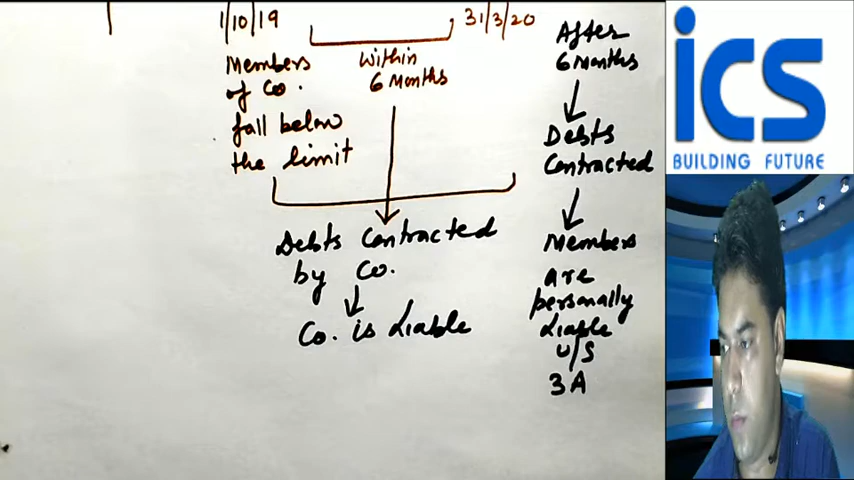 1/10/19
31/3/20
Members
of Co.
fall below
the limit
within
6 Months
Debts Contracted
by Co.
Co. is Liable
After
6 Months
Debts
Contracted
Members
are
personally
Liable
U/S
3A
ics
BUILDING FUTURE